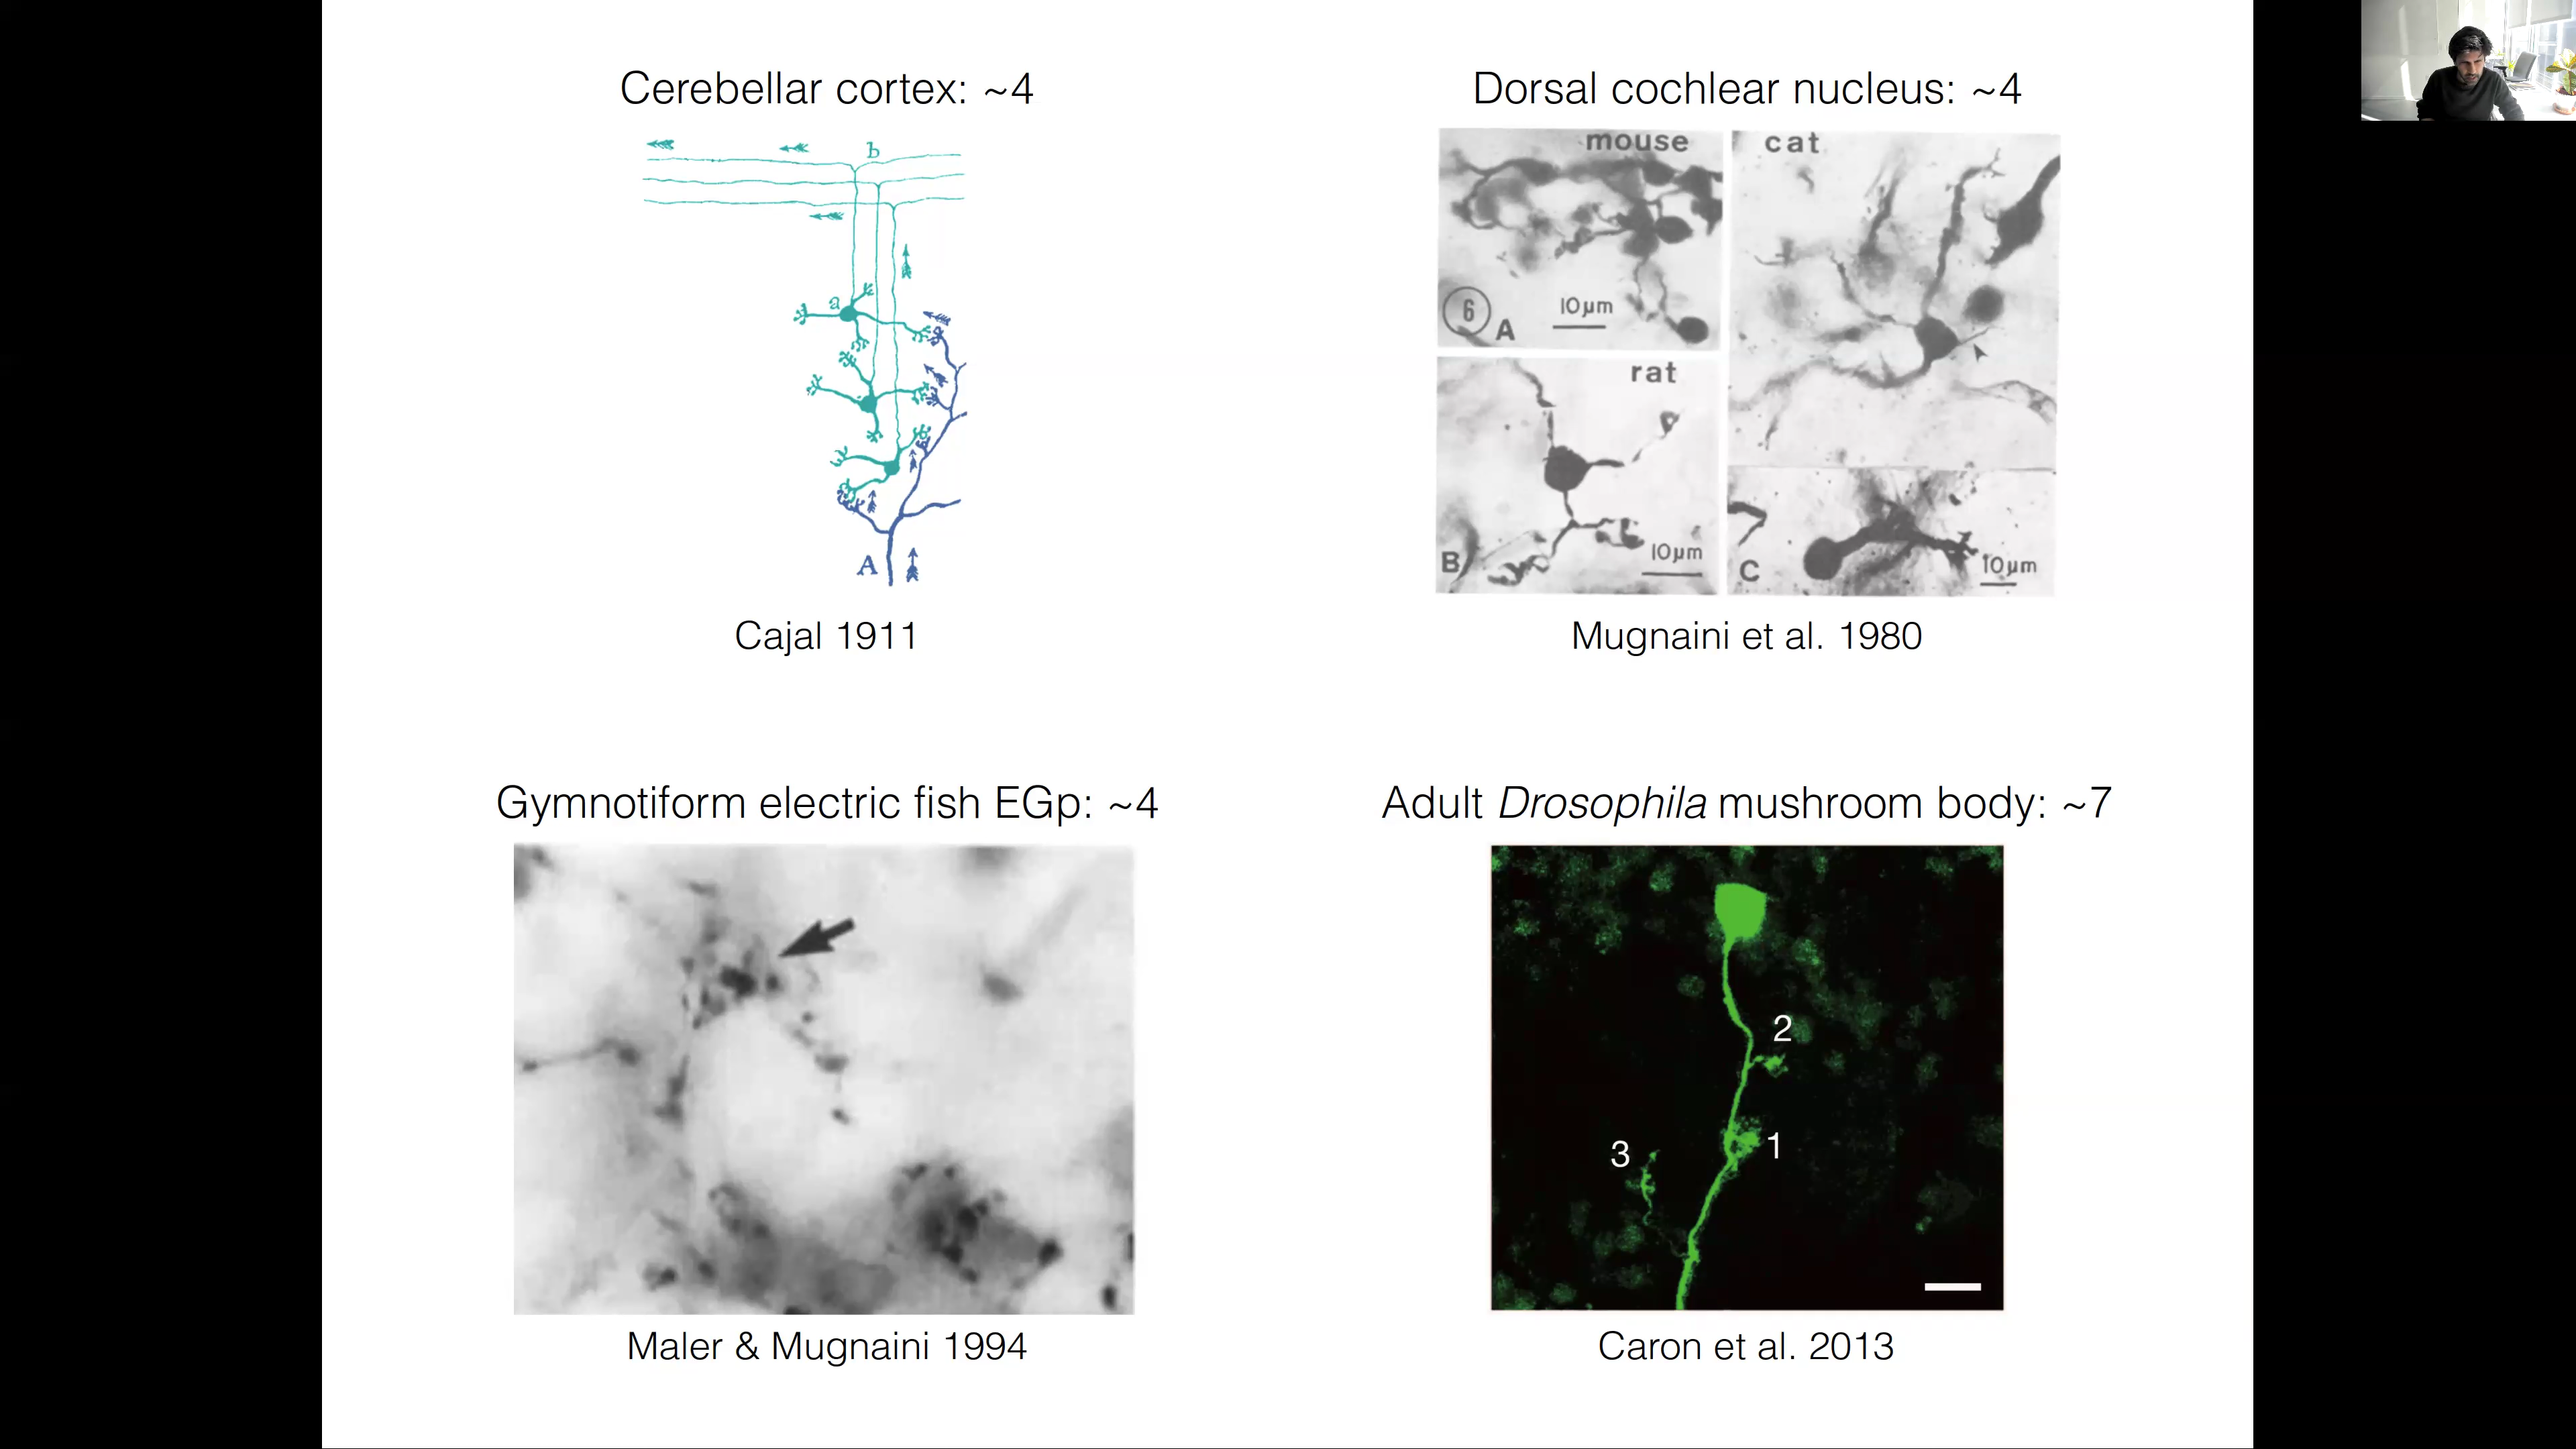 Cerebellar cortex: ~4
b
a
A
Cajal 1911
Dorsal cochlear nucleus: ~4
mouse
cat
6
A
10µm
rat
B
10µm
C
10µm
Mugnaini et al. 1980
Gymnotiform electric fish EGp: ~4
Maler & Mugnaini 1994
Adult Drosophila mushroom body: ~7
2
1
3
Caron et al. 2013